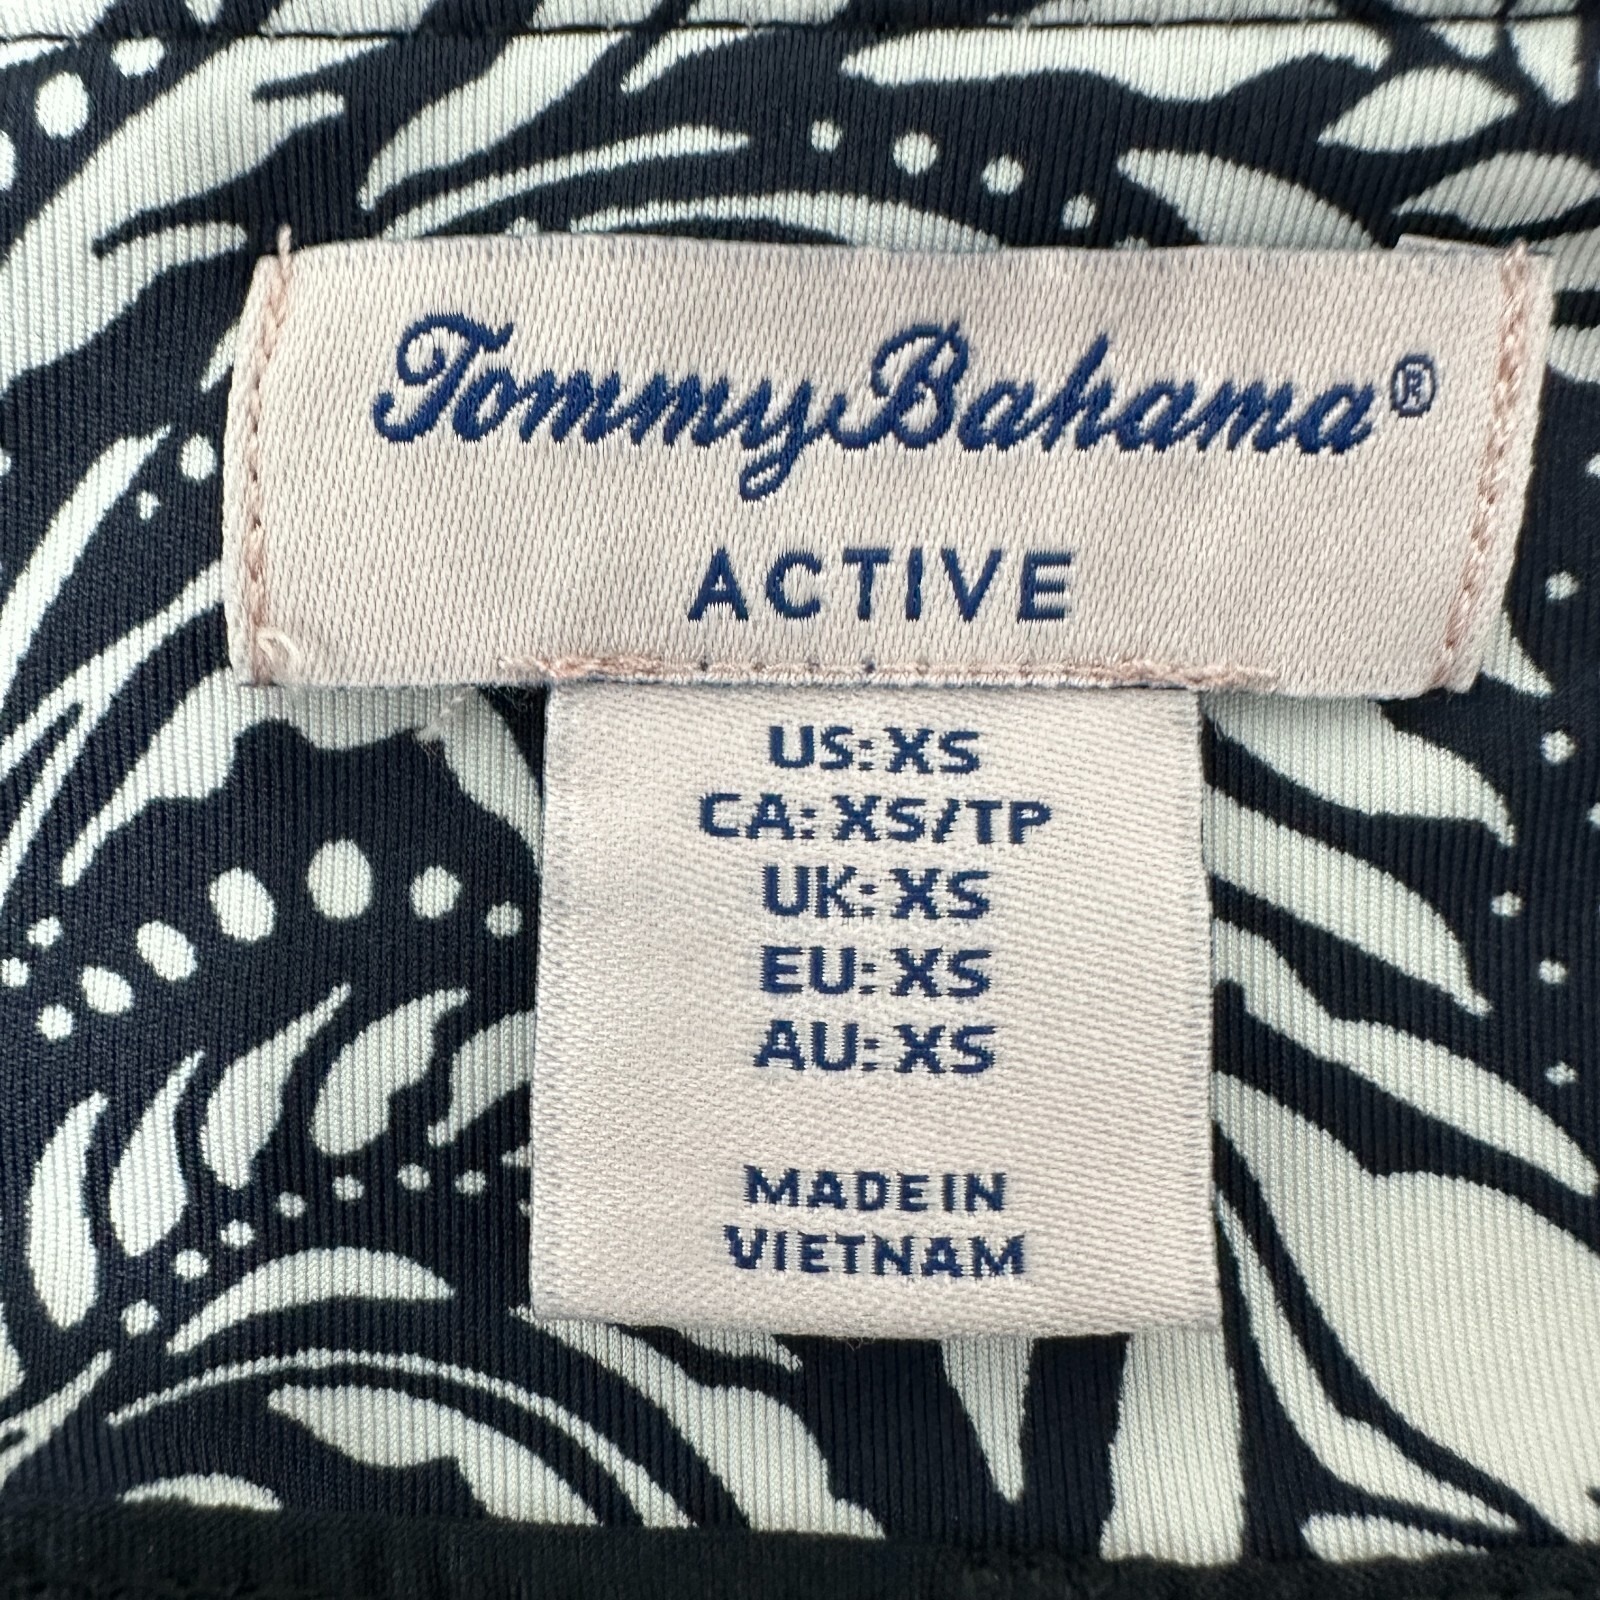 Tommy Bahama®
ACTIVE
US: XS
CA: XS/TP
UK: XS
EU: XS
AU: XS
MADE IN
VIETNAM